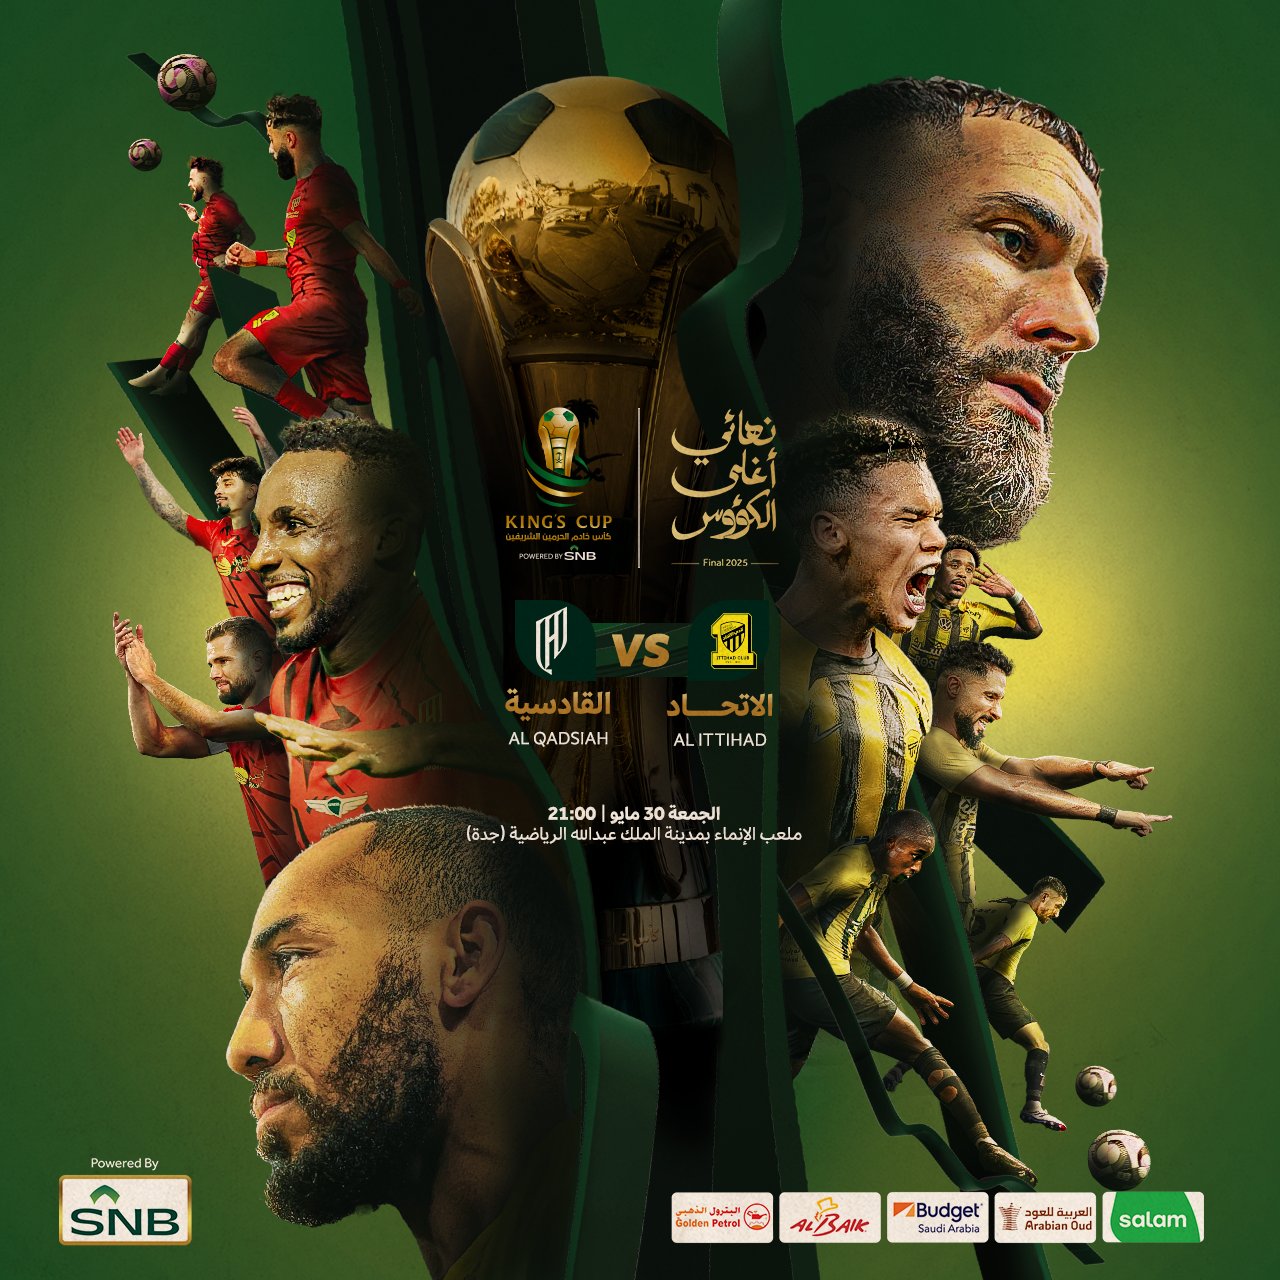 نهائي
أغلى
الكؤوس
Final 2025
KING'S CUP
كأس خادم الحرمين الشريفين
POWERED BY SNB
VS
ITTIHAD CLUB
القادسية
الاتحـــاد
AL QADSIAH
AL ITTIHAD
الجمعة 30 مايو | 21:00
ملعب الإنماء بمدينة الملك عبدالله الرياضية (جدة)
Powered By
SNB
البترول الذهبي
Golden Petrol
ALBAIK
Budget
Saudi Arabia
العربية للعود
Arabian Oud
salam